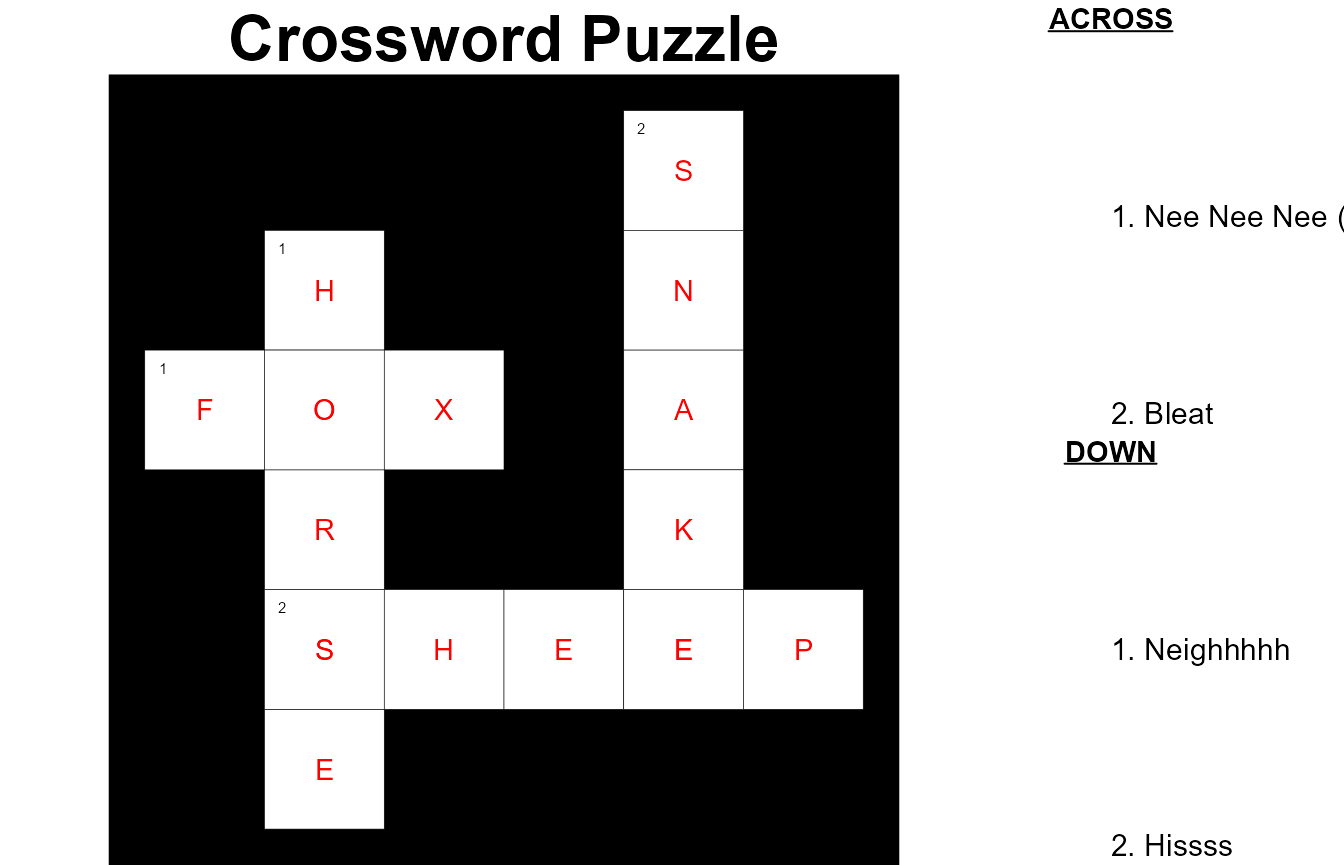 Crossword Puzzle
2
S
1
H
N
1
F O X
A
R
K
2
S H E E P
E
ACROSS
1. Nee Nee Nee (
2. Bleat
DOWN
1. Neighhhhh
2. Hissss